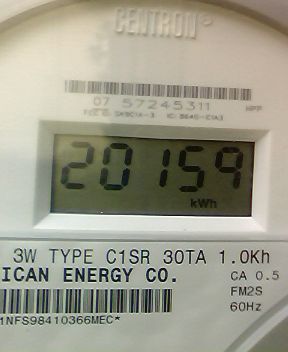 CENTRON®
07 57245311
20159
kWh
3W TYPE C1SR 30TA 1.0Kh
ICAN ENERGY CO.
CA 0.5
FM2S
60Hz
1NFS98410366MEC*